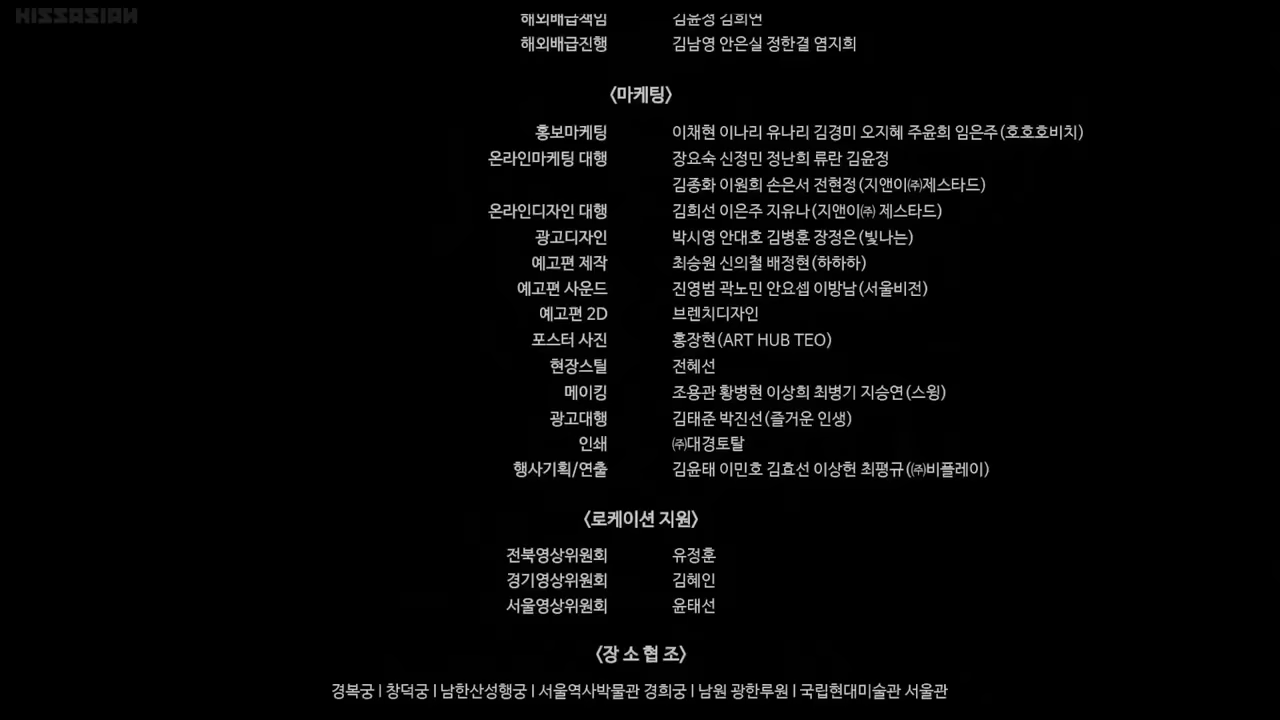 KISSASIAN
해외배급책임 김윤정 김희연
해외배급진행 김남영 안은실 정한결 염지희
〈마케팅〉
홍보마케팅 이채현 이나리 유나리 김경미 오지혜 주윤희 임은주(호호호비치)
온라인마케팅 대행 장요숙 신정민 정난희 류란 김윤정
김종화 이원희 손은서 전현정(지앤이㈜제스타드)
온라인디자인 대행 김희선 이은주 지유나(지앤이㈜ 제스타드)
광고디자인 박시영 안대호 김병훈 장정은(빛나는)
예고편 제작 최승원 신의철 배정현(하하하)
예고편 사운드 진영범 곽노민 안요셉 이방남(서울비전)
예고편 2D 브렌치디자인
포스터 사진 홍장현(ART HUB TEO)
현장스틸 전혜선
메이킹 조용관 황병현 이상희 최병기 지승연(스윙)
광고대행 김태준 박진선(즐거운 인생)
인쇄 ㈜대경토탈
행사기획/연출 김윤태 이민호 김효선 이상헌 최평규(㈜비플레이)
〈로케이션 지원〉
전북영상위원회 유정훈
경기영상위원회 김혜인
서울영상위원회 윤태선
〈장 소 협 조〉
경복궁 | 창덕궁 | 남한산성행궁 | 서울역사박물관 경희궁 | 남원 광한루원 | 국립현대미술관 서울관